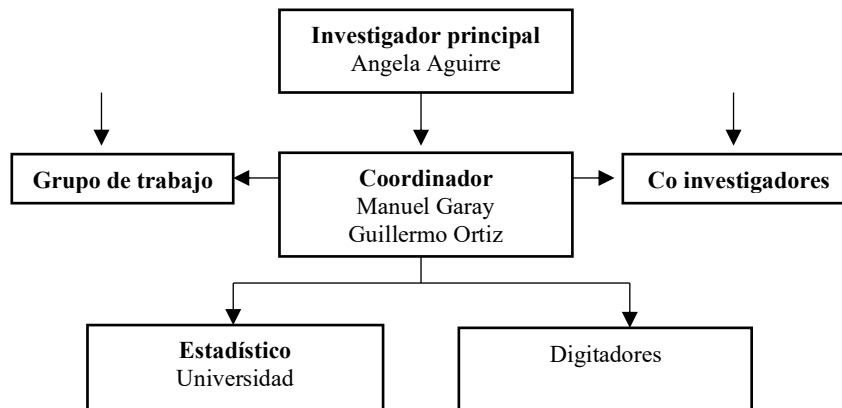 Investigador principal
Angela Aguirre
Grupo de trabajo
Coordinador
Manuel Garay
Guillermo Ortiz
Co investigadores
Estadístico
Universidad
Digitadores